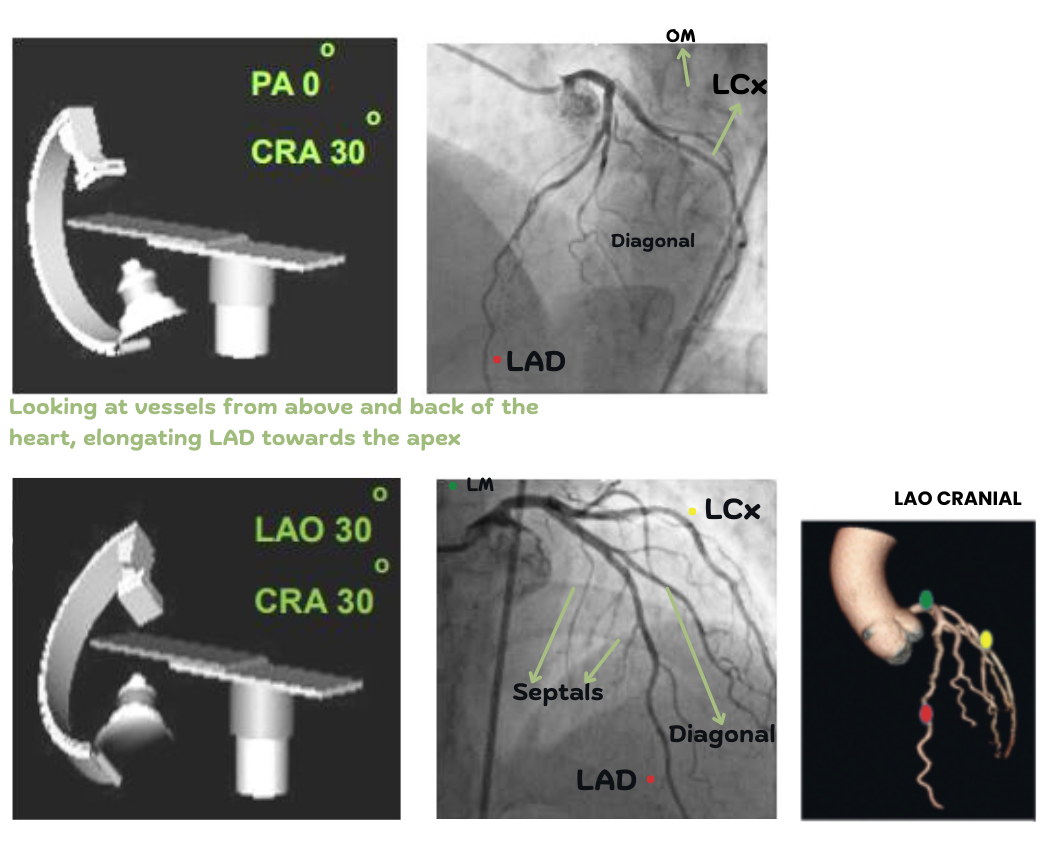 OM
PA 0°
LCx
CRA 30°
Diagonal
LAD
Looking at vessels from above and back of the
heart, elongating LAD towards the apex
LM
LAO CRANIAL
LCx
LAO 30°
CRA 30°
Septals
Diagonal
LAD